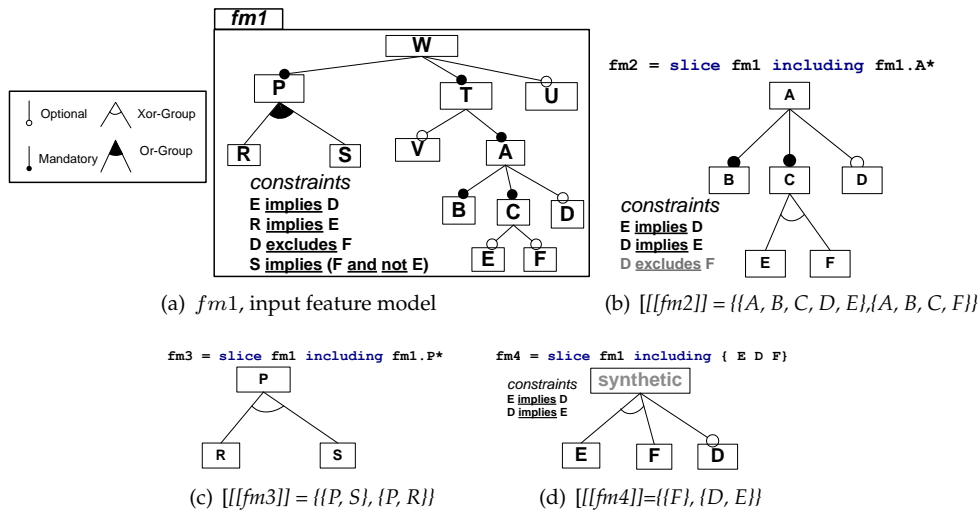 fm1
W
P
T
U
R
S
V
A
B
C
D
E
F
constraints
E implies D
R implies E
D excludes F
S implies (F and not E)
Optional
Xor-Group
Mandatory
Or-Group
(a) fm1, input feature model
fm2 = slice fm1 including fm1.A*
A
B
C
D
E
F
constraints
E implies D
D implies E
D excludes F
(b) [[[fm2]] = {{A, B, C, D, E},{A, B, C, F}}
fm3 = slice fm1 including fm1.P*
P
R
S
(c) [[[fm3]] = {{P, S}, {P, R}}
fm4 = slice fm1 including { E D F}
constraints
E implies D
D implies E
synthetic
E
F
D
(d) [[[fm4]]={{F}, {D, E}}